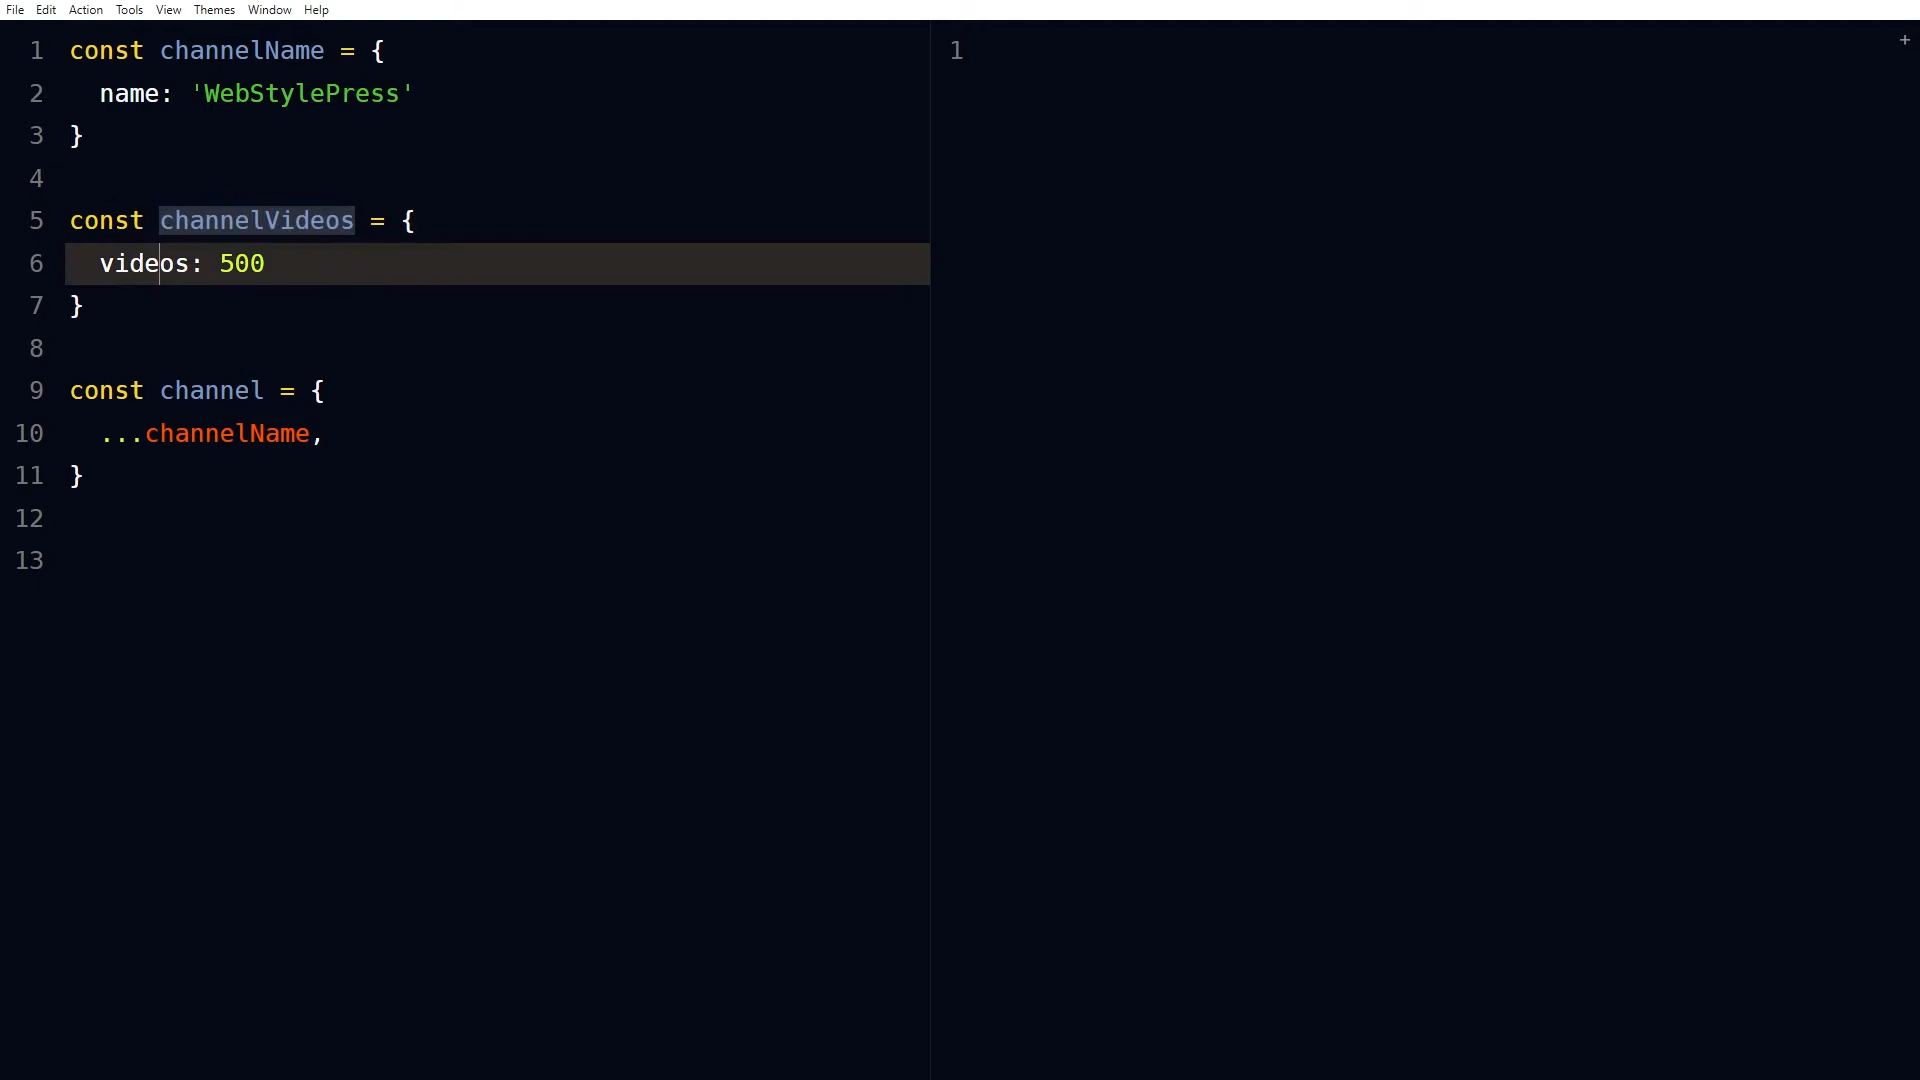 File Edit Action Tools View Themes Window Help
1 const channelName = {
2   name: 'WebStylePress'
3 }
4
5 const channelVideos = {
6   videos: 500
7 }
8
9 const channel = {
10   ...channelName,
11 }
12
13
1
+